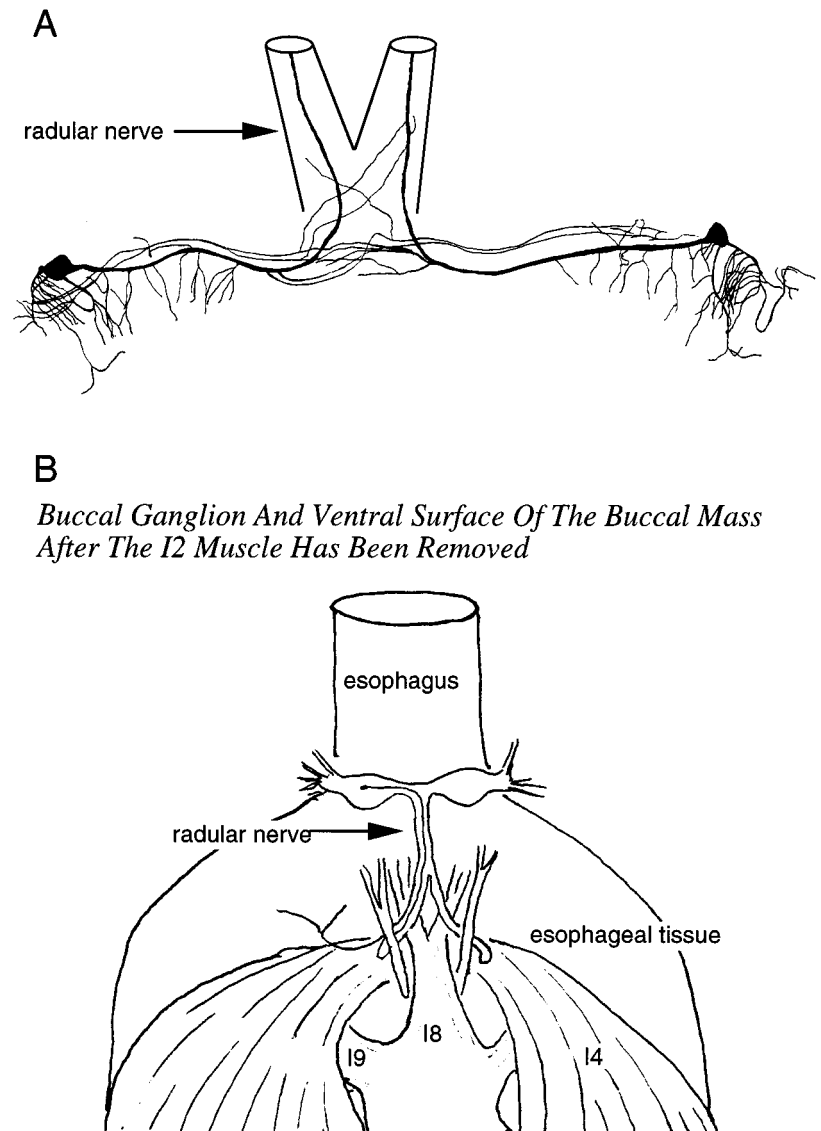 A
radular nerve
B
Buccal Ganglion And Ventral Surface Of The Buccal Mass
After The I2 Muscle Has Been Removed
esophagus
radular nerve
esophageal tissue
I8
I9
I4